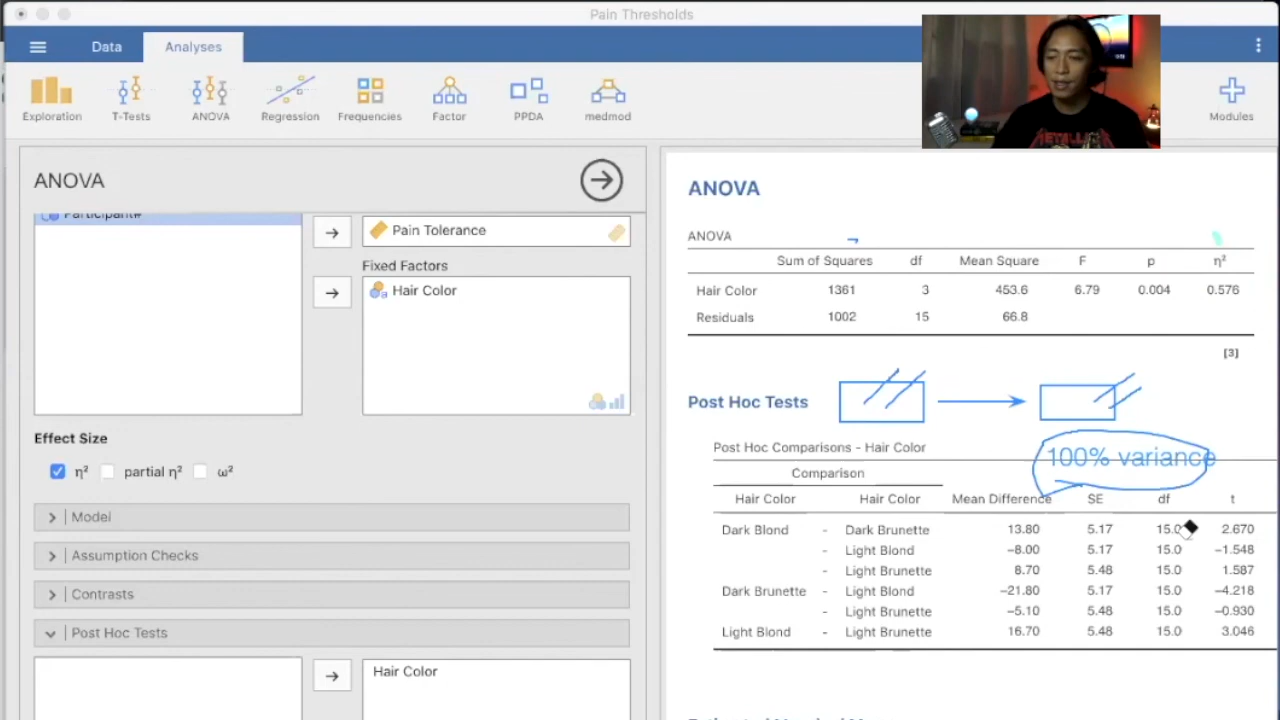 Pain Thresholds
Data Analyses
Exploration T-Tests ANOVA Regression Frequencies Factor PPDA medmod Modules
METALLICA
ANOVA
Participant#
Pain Tolerance
Fixed Factors
Hair Color
Effect Size
η² partial η² ω²
Model
Assumption Checks
Contrasts
Post Hoc Tests
Hair Color
ANOVA
ANOVA
Sum of Squares df Mean Square F p η²
Hair Color 1361 3 453.6 6.79 0.004 0.576
Residuals 1002 15 66.8
[3]
Post Hoc Tests
100% variance
Post Hoc Comparisons - Hair Color
Comparison
Hair Color Hair Color Mean Difference SE df t
Dark Blond - Dark Brunette 13.80 5.17 15.0 2.670
- Light Blond −8.00 5.17 15.0 −1.548
- Light Brunette 8.70 5.48 15.0 1.587
Dark Brunette - Light Blond −21.80 5.17 15.0 −4.218
- Light Brunette −5.10 5.48 15.0 −0.930
Light Blond - Light Brunette 16.70 5.48 15.0 3.046